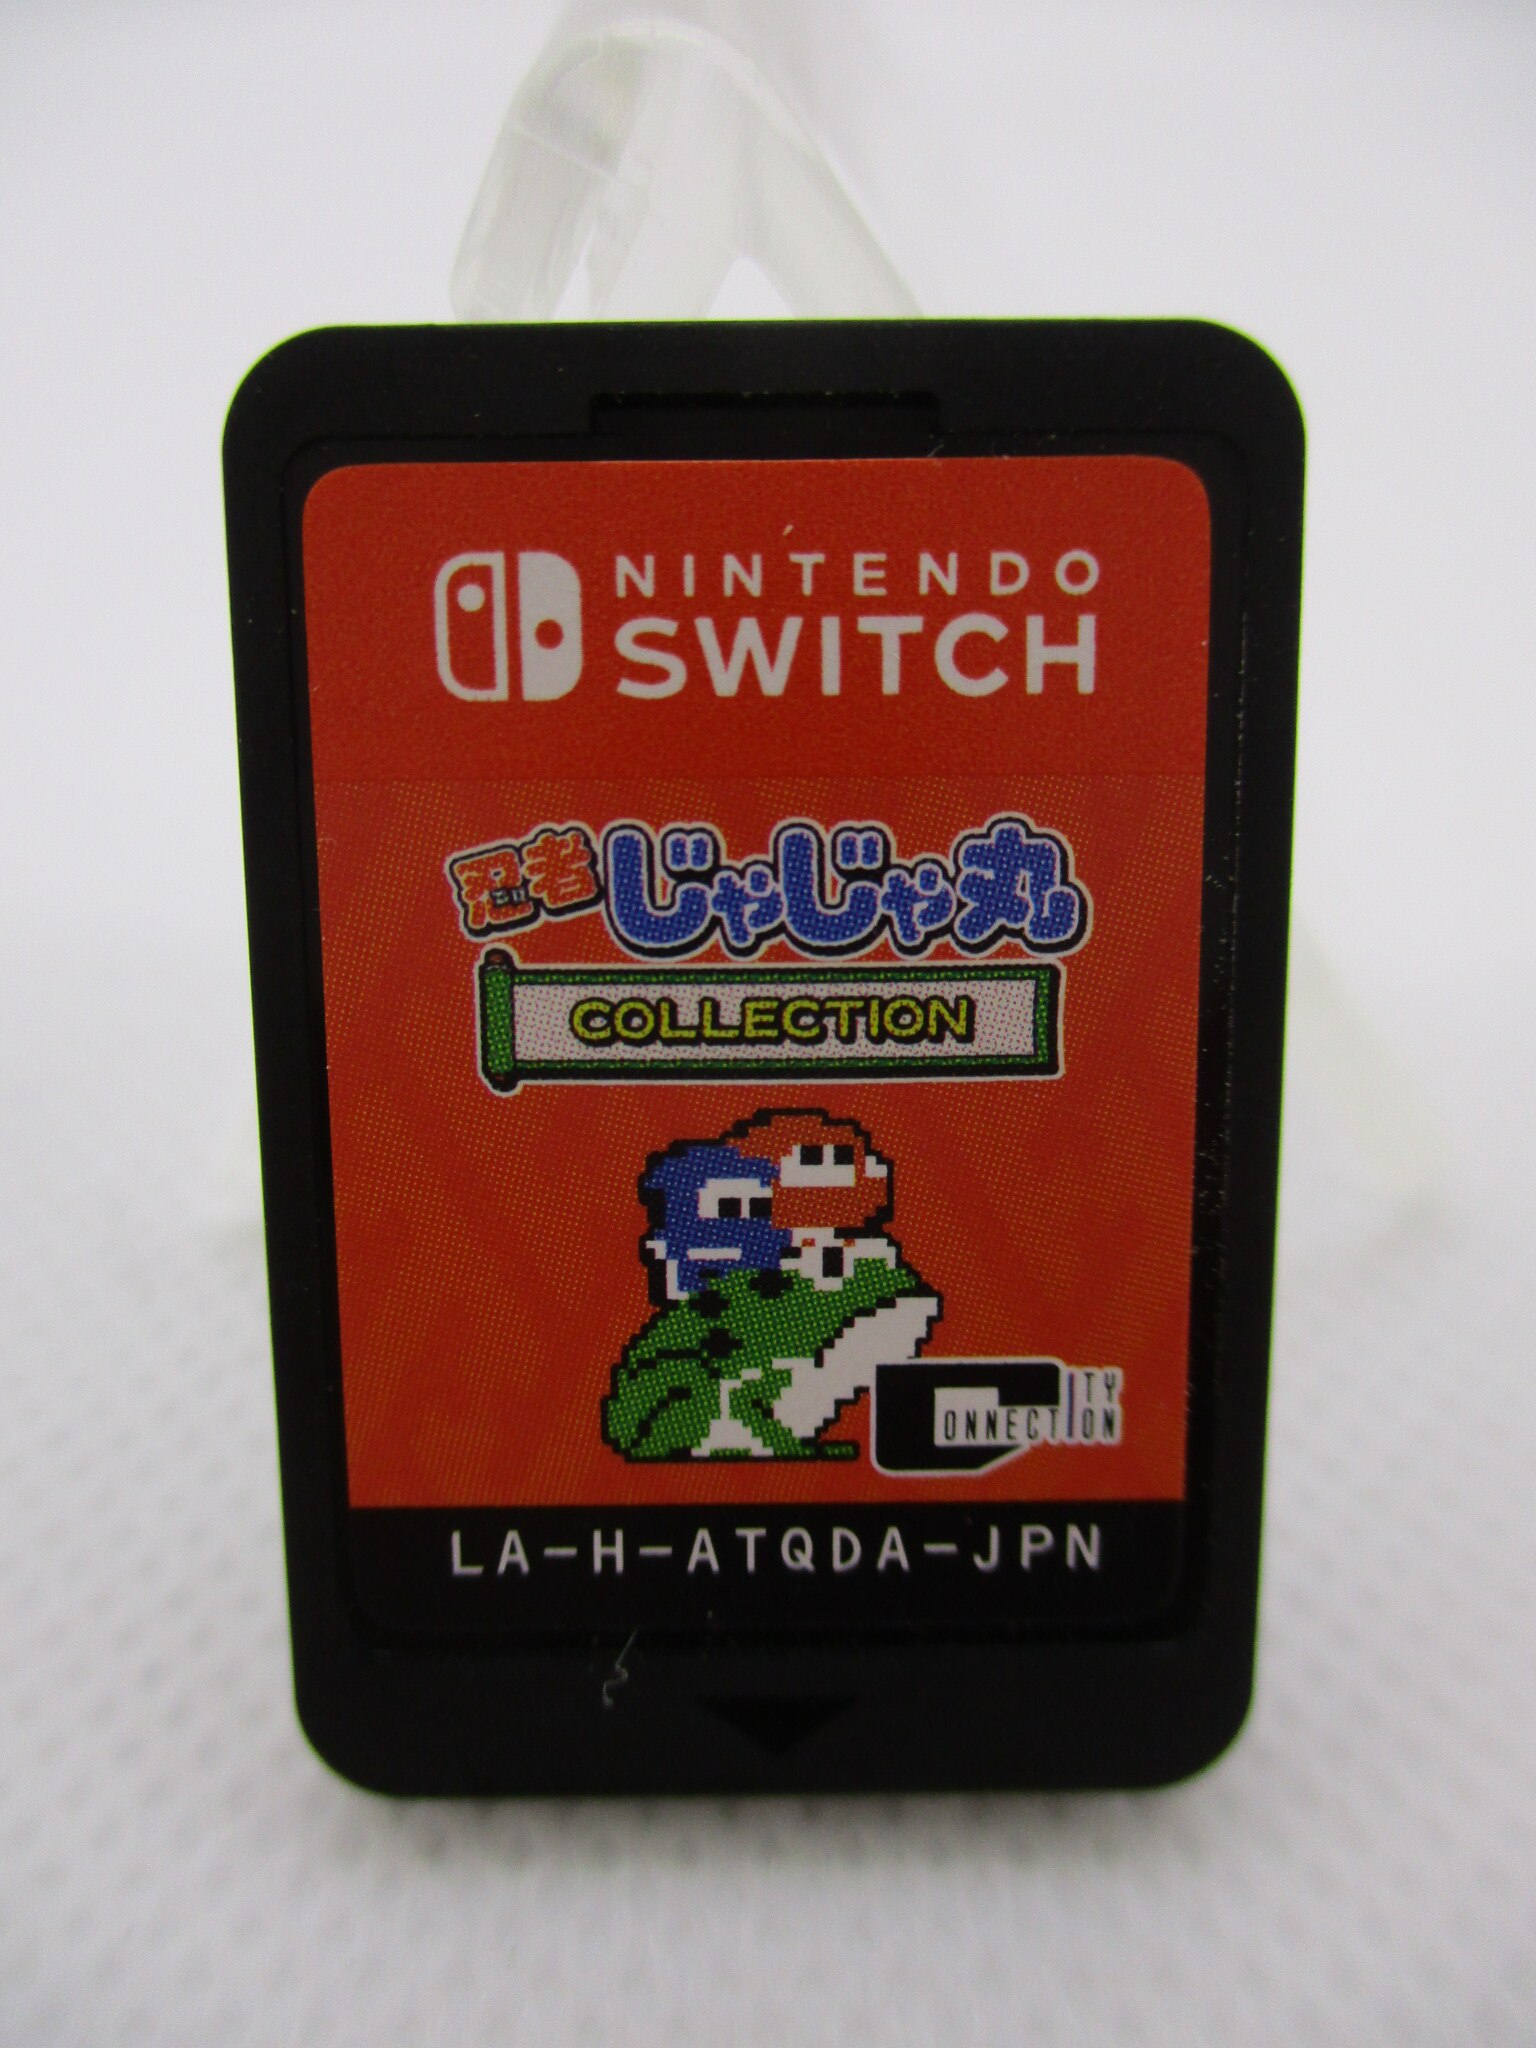 NINTENDO
SWITCH
忍者じゃじゃ丸
COLLECTION
CITY
CONNECTION
LA-H-ATQDA-JPN